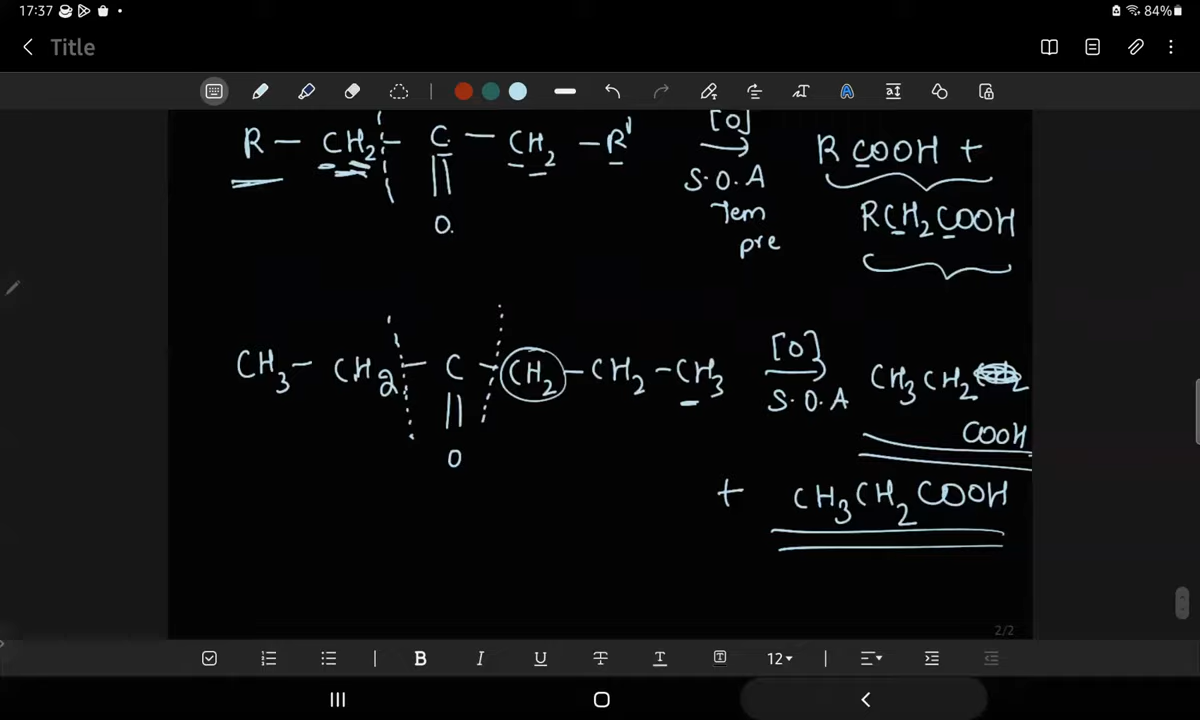 17:37 84%
Title
[O]
R — CH2 — C — CH2 — R' → RCOOH +
|| S.O.A
O. Tem RCH2COOH
pre
[O]
CH3 — CH2 — C — CH2 — CH2 — CH3 → CH3CH2
|| S.O.A COOH
O
+ CH3CH2COOH
2/2
B I U T T 12